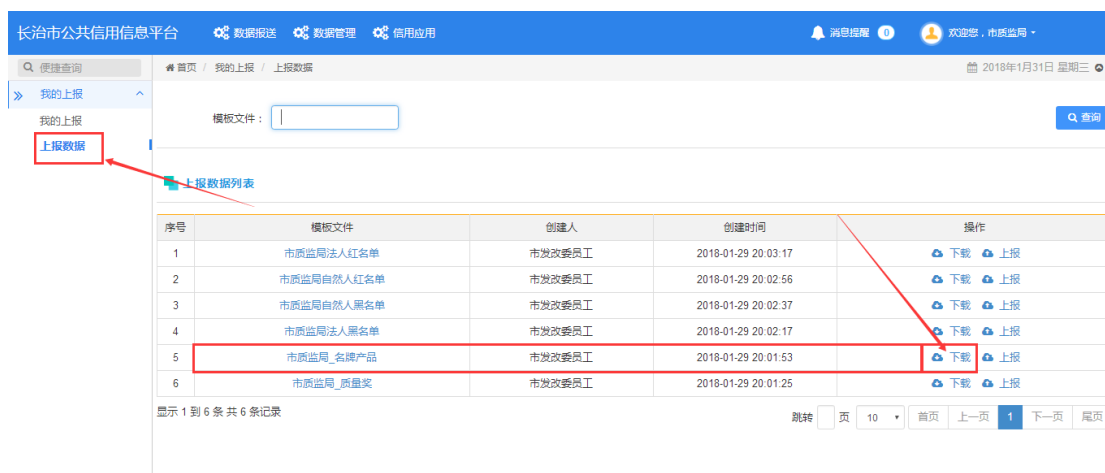 长治市公共信用信息平台 数据报送 数据管理 信用应用 消息提醒 0 欢迎您，市质监局
便捷查询 首页 / 我的上报 / 上报数据 2018年1月31日 星期三
我的上报
我的上报
上报数据
模板文件： 查询
上报数据列表
序号 模板文件 创建人 创建时间 操作
1 市质监局法人红名单 市发改委员工 2018-01-29 20:03:17 下载 上报
2 市质监局自然人红名单 市发改委员工 2018-01-29 20:02:56 下载 上报
3 市质监局自然人黑名单 市发改委员工 2018-01-29 20:02:37 下载 上报
4 市质监局法人黑名单 市发改委员工 2018-01-29 20:02:17 下载 上报
5 市质监局_名牌产品 市发改委员工 2018-01-29 20:01:53 下载 上报
6 市质监局_质量奖 市发改委员工 2018-01-29 20:01:25 下载 上报
显示 1 到 6 条 共 6 条记录 跳转 页 10 首页 上一页 1 下一页 尾页